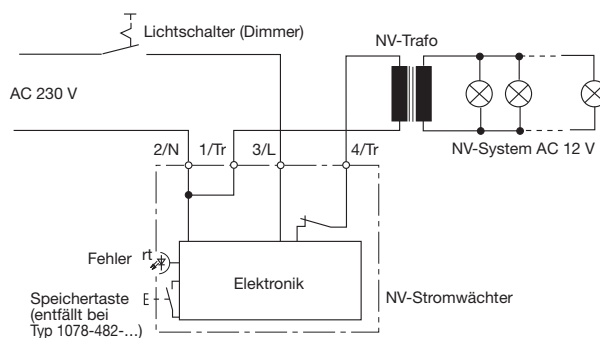 Lichtschalter (Dimmer)
NV-Trafo
AC 230 V
2/N 1/Tr 3/L 4/Tr
NV-System AC 12 V
Fehler rt
Elektronik
Speichertaste
(entfällt bei
Typ 1078-482-...)
E
NV-Stromwächter